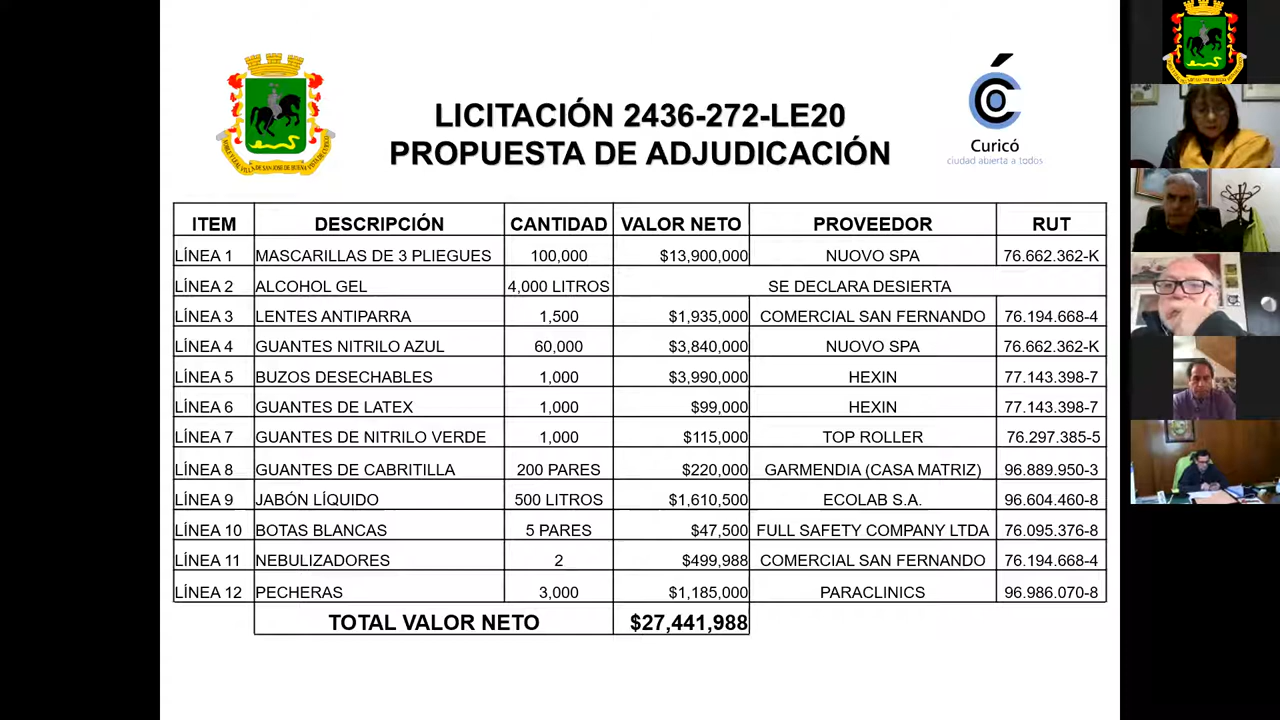 LICITACIÓN 2436-272-LE20
PROPUESTA DE ADJUDICACIÓN
Curicó
ciudad abierta a todos
ITEM DESCRIPCIÓN CANTIDAD VALOR NETO PROVEEDOR RUT
LÍNEA 1 MASCARILLAS DE 3 PLIEGUES 100,000 $13,900,000 NUOVO SPA 76.662.362-K
LÍNEA 2 ALCOHOL GEL 4,000 LITROS SE DECLARA DESIERTA
LÍNEA 3 LENTES ANTIPARRA 1,500 $1,935,000 COMERCIAL SAN FERNANDO 76.194.668-4
LÍNEA 4 GUANTES NITRILO AZUL 60,000 $3,840,000 NUOVO SPA 76.662.362-K
LÍNEA 5 BUZOS DESECHABLES 1,000 $3,990,000 HEXIN 77.143.398-7
LÍNEA 6 GUANTES DE LATEX 1,000 $99,000 HEXIN 77.143.398-7
LÍNEA 7 GUANTES DE NITRILO VERDE 1,000 $115,000 TOP ROLLER 76.297.385-5
LÍNEA 8 GUANTES DE CABRITILLA 200 PARES $220,000 GARMENDIA (CASA MATRIZ) 96.889.950-3
LÍNEA 9 JABÓN LÍQUIDO 500 LITROS $1,610,500 ECOLAB S.A. 96.604.460-8
LÍNEA 10 BOTAS BLANCAS 5 PARES $47,500 FULL SAFETY COMPANY LTDA 76.095.376-8
LÍNEA 11 NEBULIZADORES 2 $499,988 COMERCIAL SAN FERNANDO 76.194.668-4
LÍNEA 12 PECHERAS 3,000 $1,185,000 PARACLINICS 96.986.070-8
TOTAL VALOR NETO $27,441,988